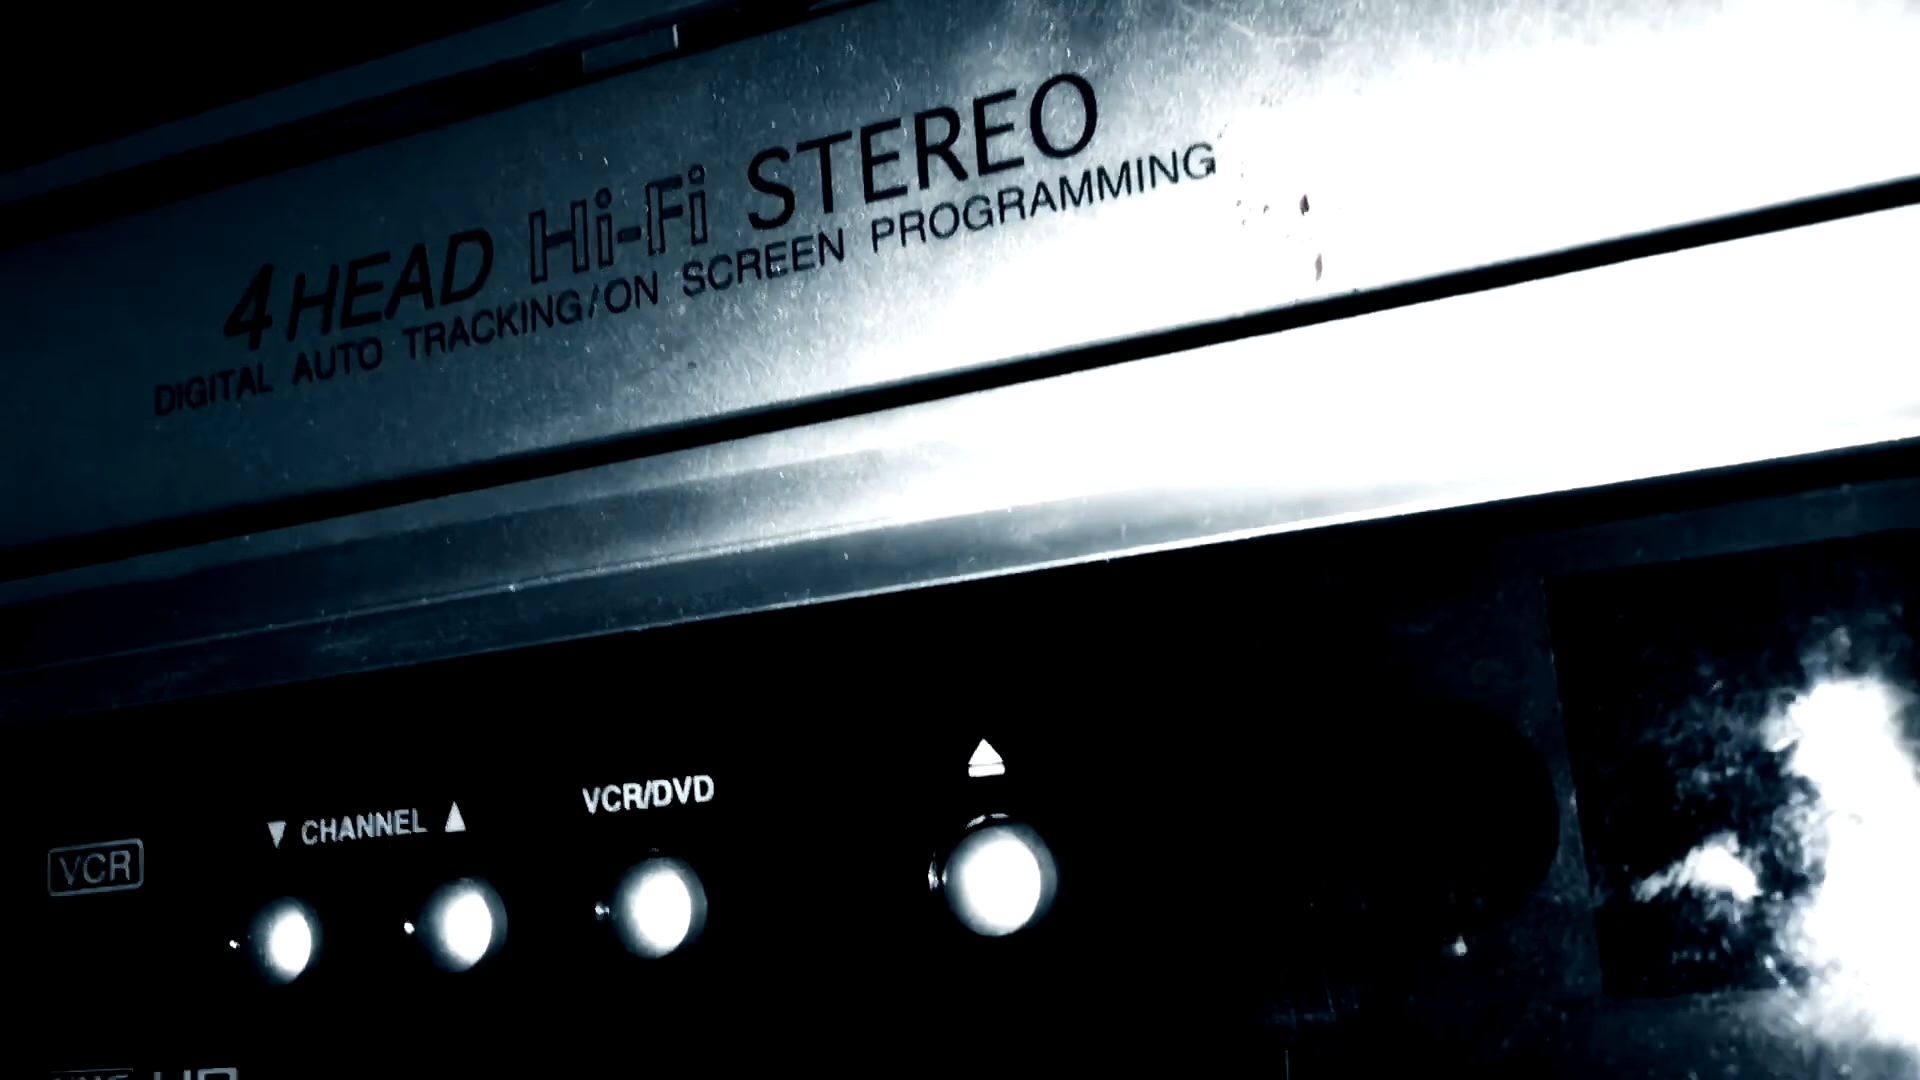 4 HEAD Hi-Fi STEREO
DIGITAL AUTO TRACKING/ON SCREEN PROGRAMMING
VCR/DVD
▼ CHANNEL ▲
VCR